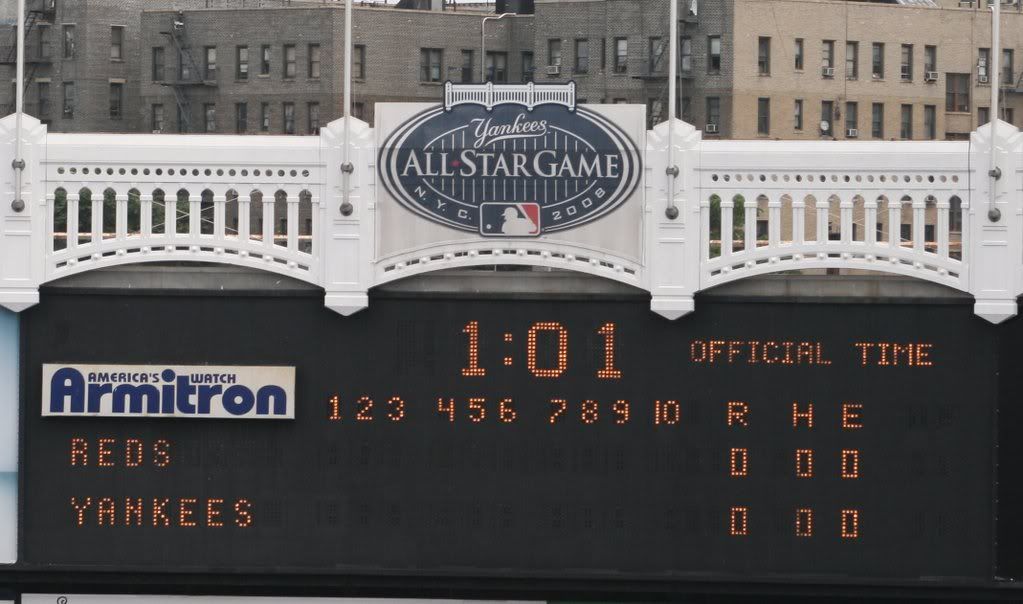 Yankees
ALL★STAR GAME
N.Y.C. 2008
1:01 OFFICIAL TIME
AMERICA'S WATCH
Armitron
1 2 3 4 5 6 7 8 9 10 R H E
REDS 0 0 0
YANKEES 0 0 0